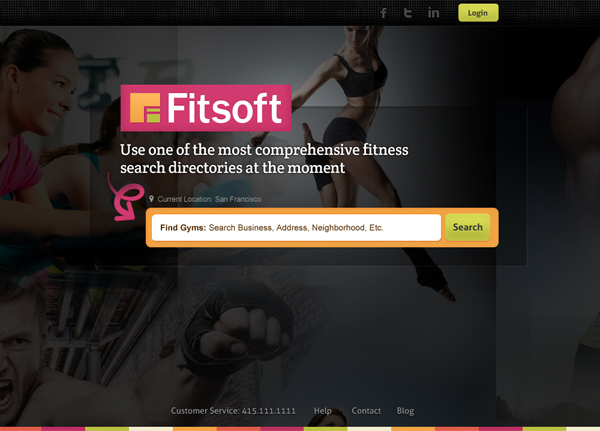 Login
Fitsoft
Use one of the most comprehensive fitness
search directories at the moment
Current Location: San Francisco
Find Gyms: Search Business, Address, Neighborhood, Etc.
Search
Customer Service: 415.111.1111 Help Contact Blog